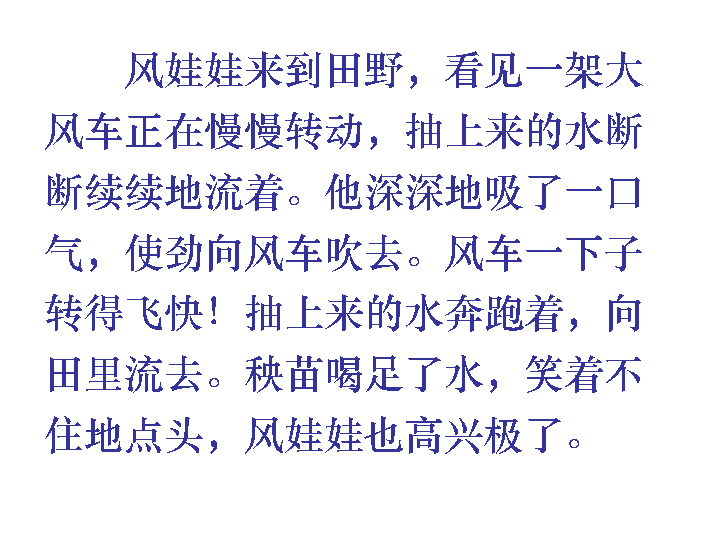 风娃娃来到田野，看见一架大
风车正在慢慢转动，抽上来的水断
断续续地流着。他深深地吸了一口
气，使劲向风车吹去。风车一下子
转得飞快！抽上来的水奔跑着，向
田里流去。秧苗喝足了水，笑着不
住地点头，风娃娃也高兴极了。